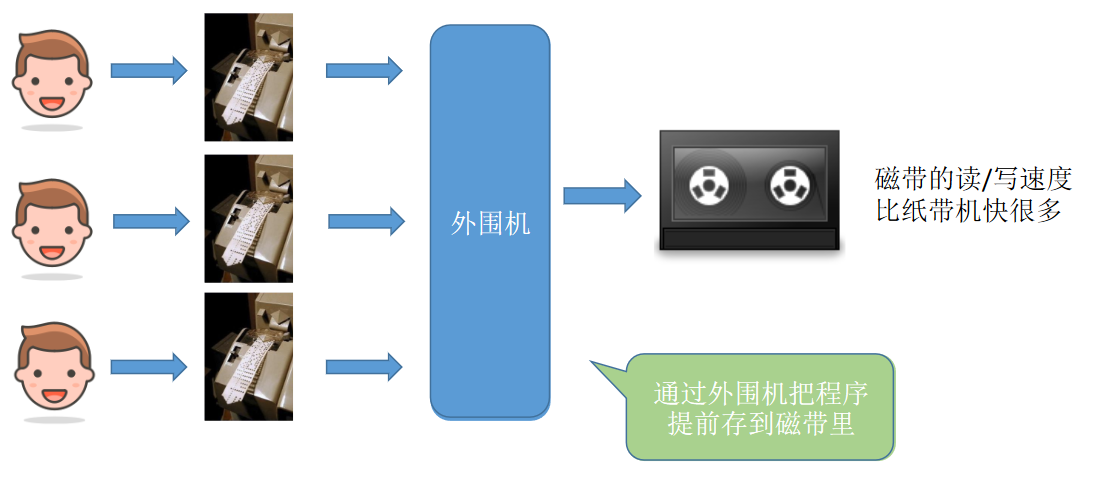 外围机
磁带的读/写速度
比纸带机快很多
通过外围机把程序
提前存到磁带里